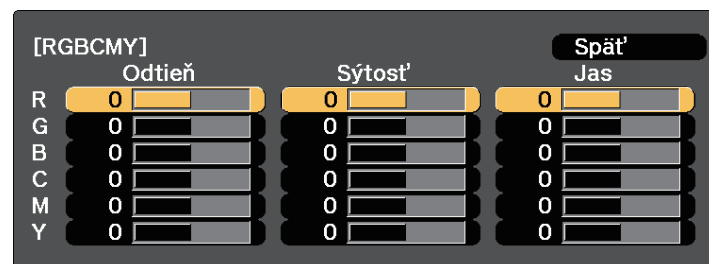 [RGBCMY] Späť
Odtieň Sýtosť Jas
R 0 0 0
G 0 0 0
B 0 0 0
C 0 0 0
M 0 0 0
Y 0 0 0